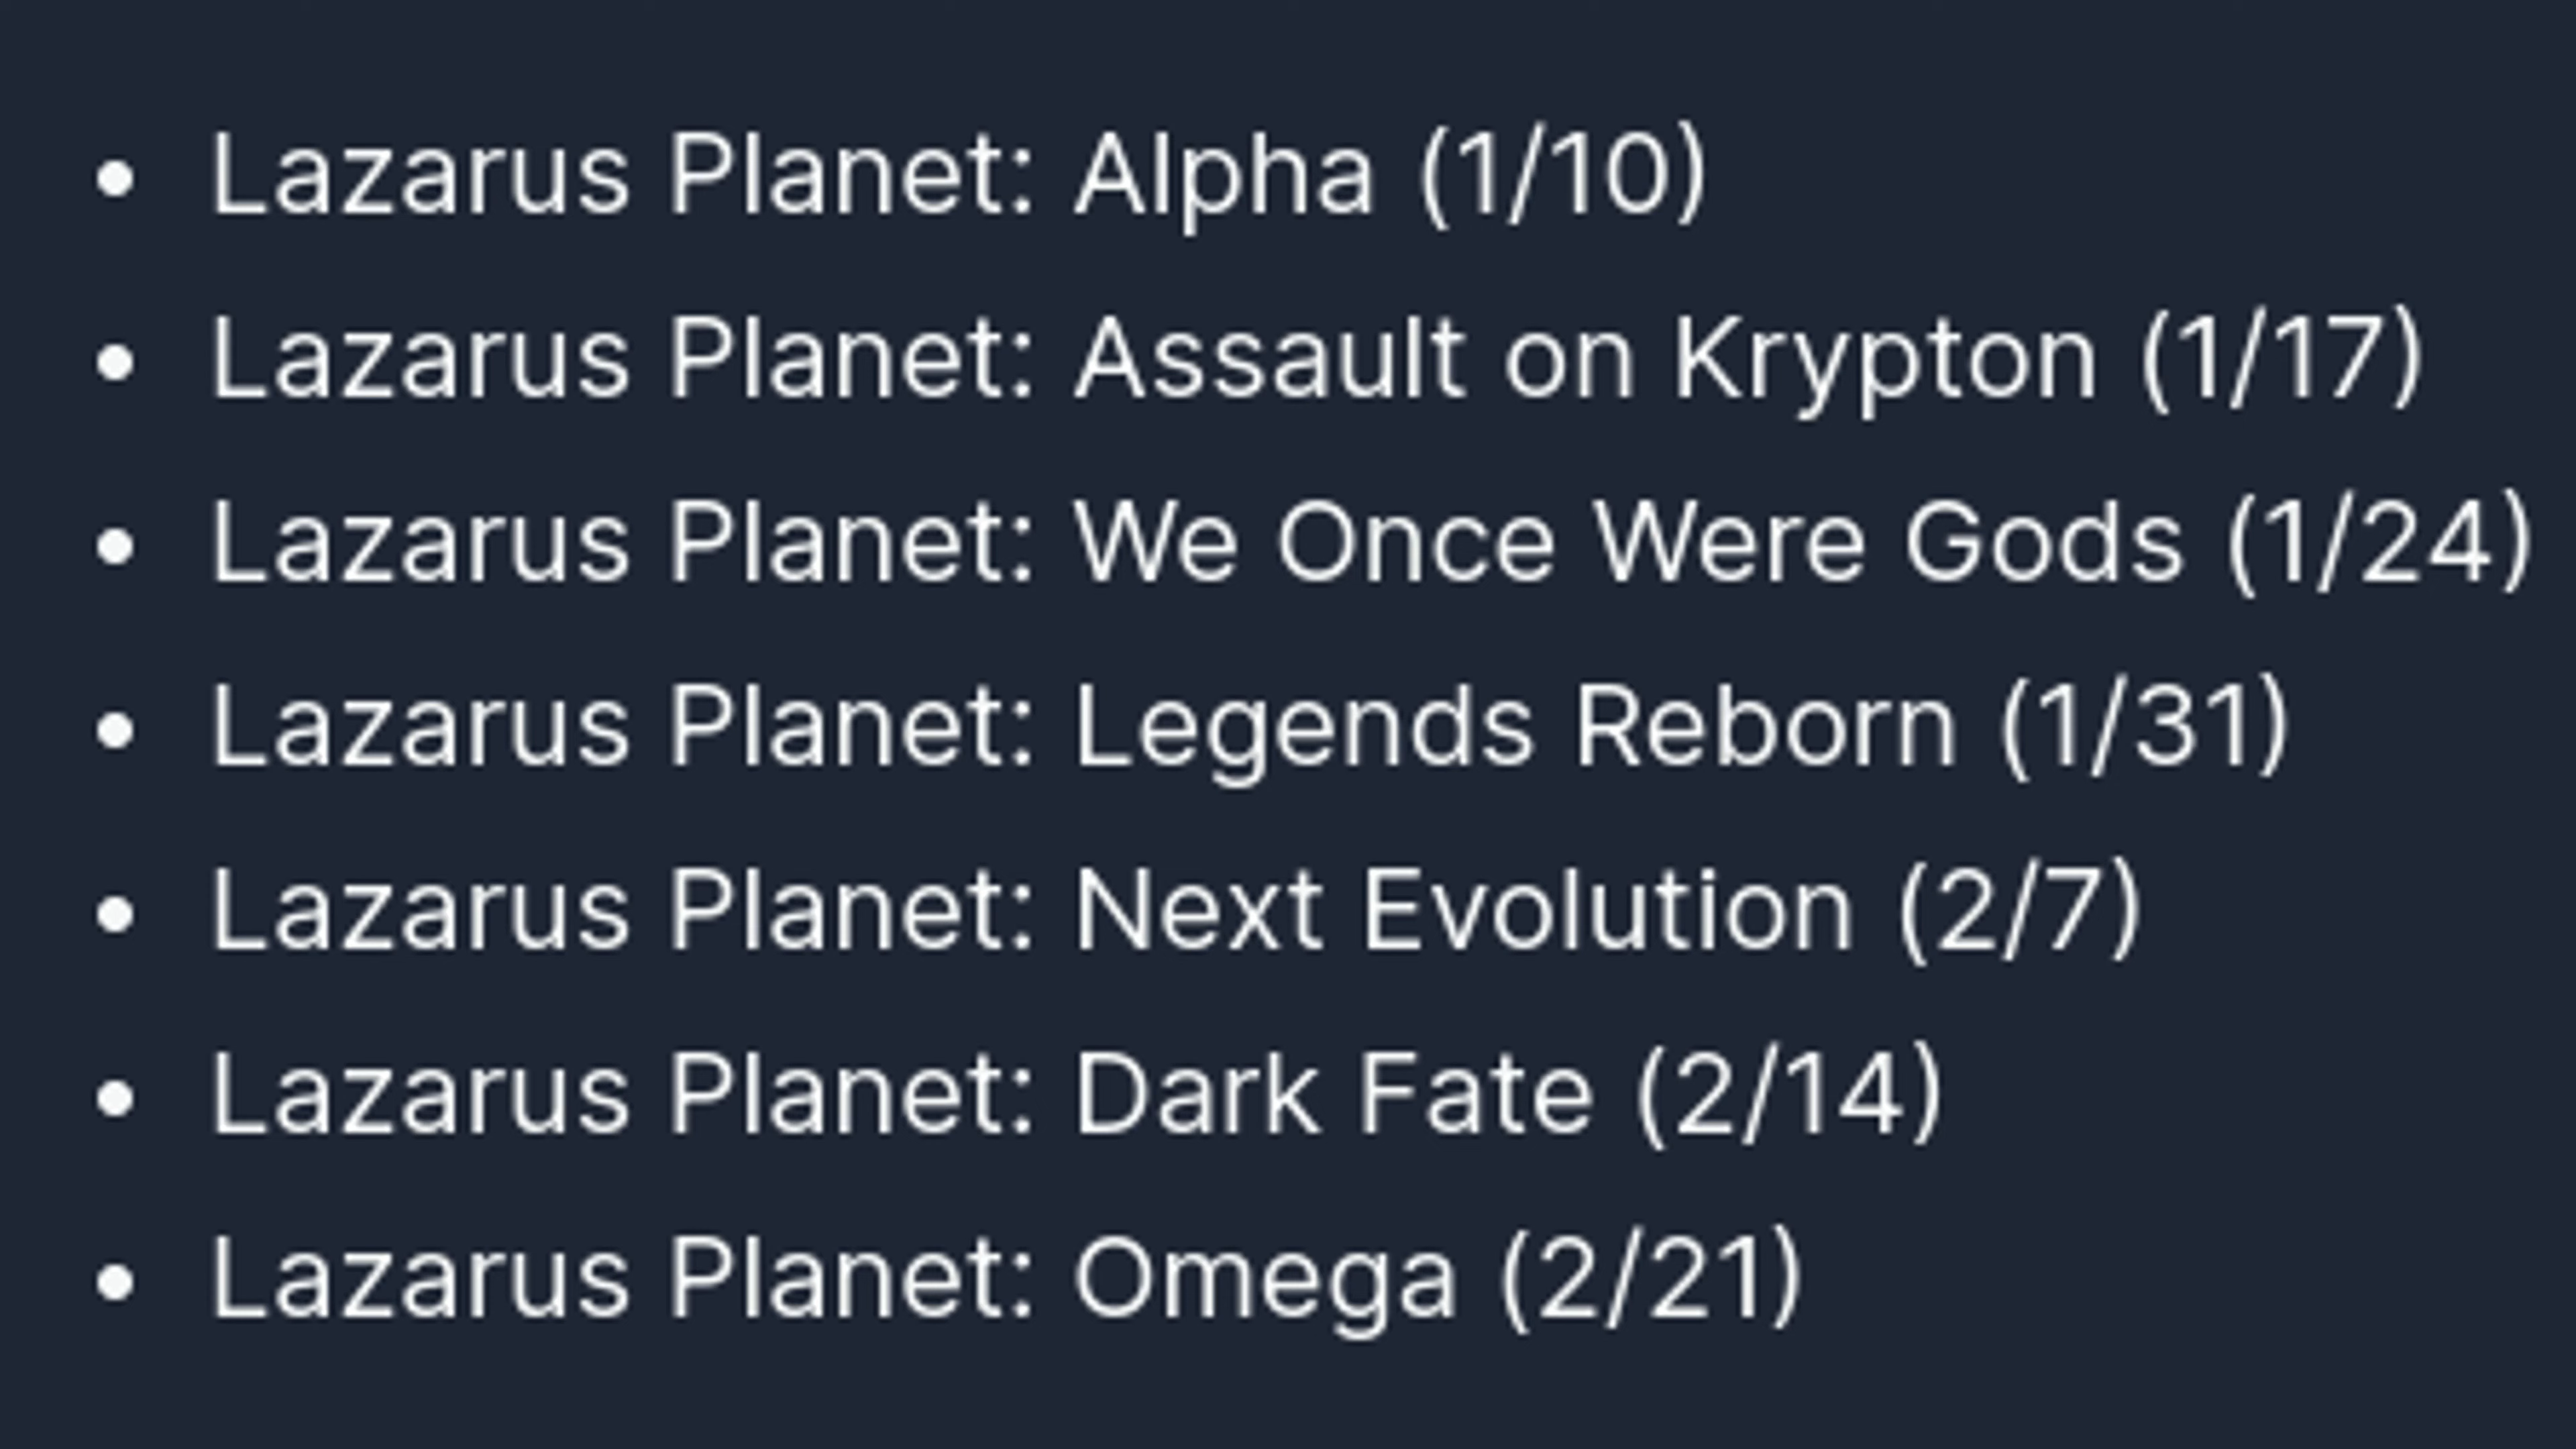 • Lazarus Planet: Alpha (1/10)
• Lazarus Planet: Assault on Krypton (1/17)
• Lazarus Planet: We Once Were Gods (1/24)
• Lazarus Planet: Legends Reborn (1/31)
• Lazarus Planet: Next Evolution (2/7)
• Lazarus Planet: Dark Fate (2/14)
• Lazarus Planet: Omega (2/21)